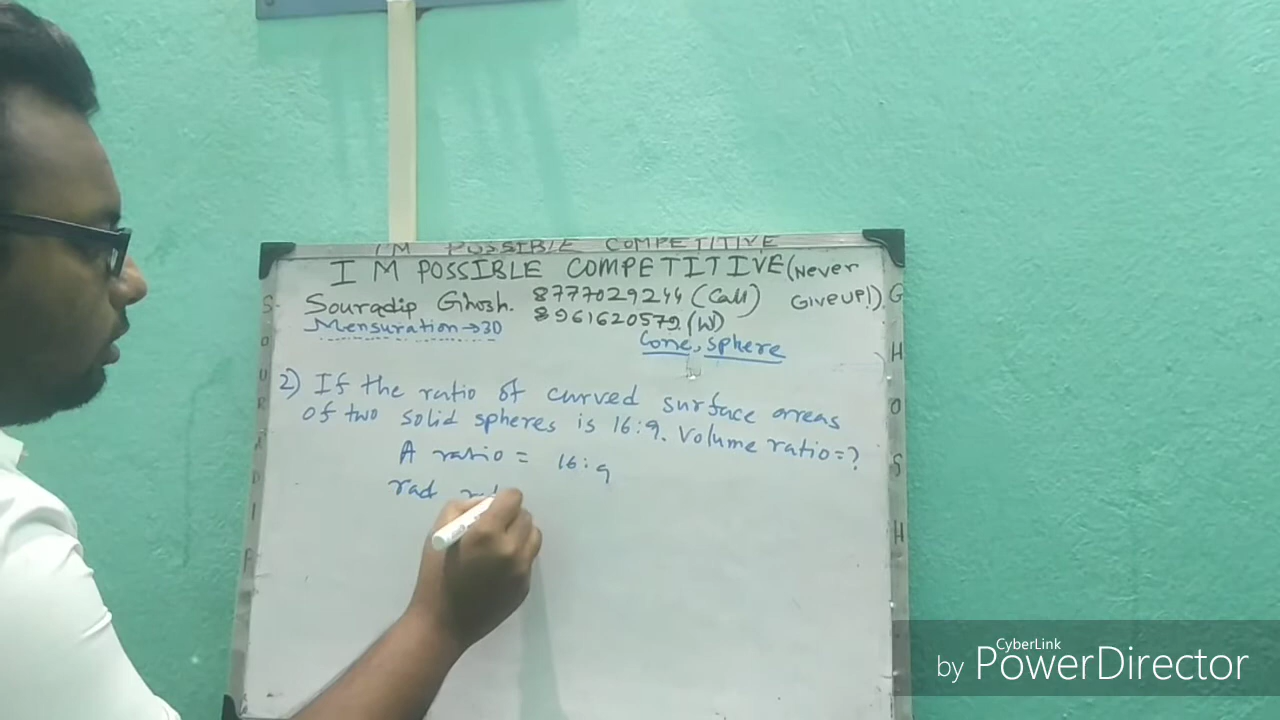 I'M POSSIBLE COMPETITIVE
I M POSSIBLE COMPETITIVE (Never
Give up!).
Souradip Ghosh. 8777029244 (Call)
8961620579 (W)
Mensuration → 3D
Cone, Sphere
2) If the ratio of curved surface areas
of two solid spheres is 16:9. Volume ratio=?
A ratio = 16:9
rad
GHOSH
CyberLink
by PowerDirector